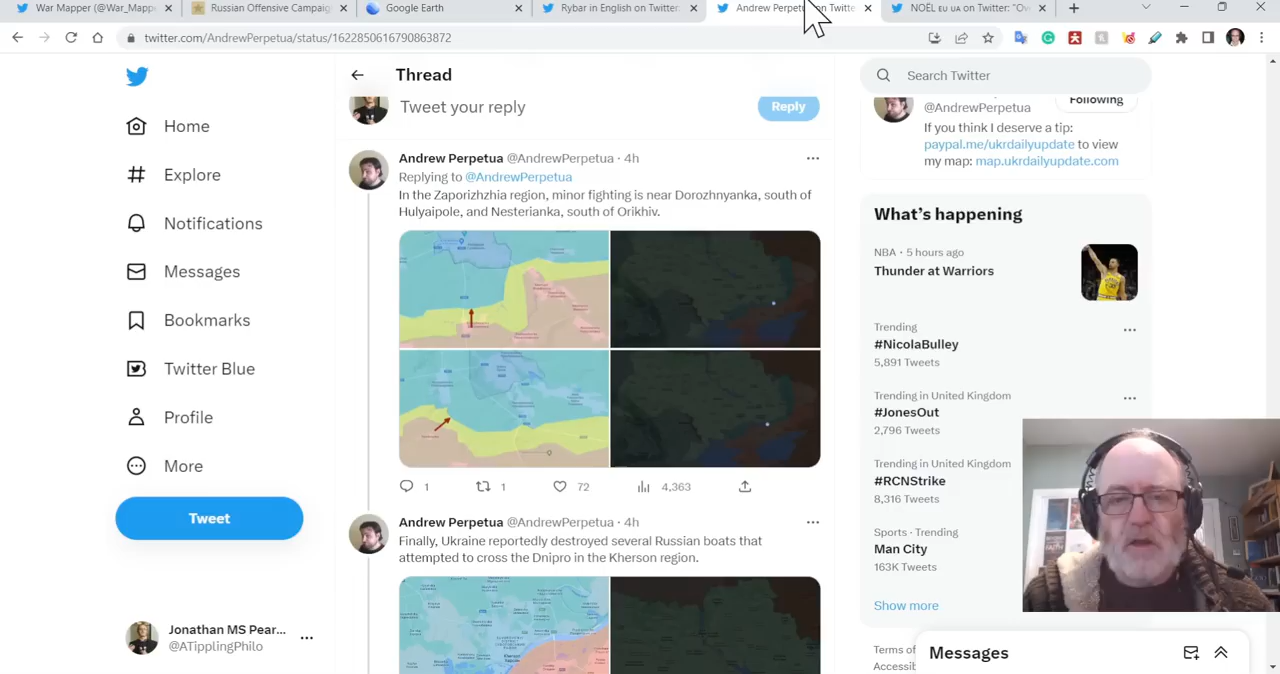 War Mapper (@War_Mapp
Russian Offensive Campaig
Google Earth
Rybar in English on Twitter:
Andrew Perpetu
on Twitte
NOËL EU UA on Twitter: "Ov
twitter.com/AndrewPerpetua/status/1622850616790863872
Thread
Search Twitter
Tweet your reply
Reply
@AndrewPerpetua
Following
If you think I deserve a tip:
paypal.me/ukrdailyupdate to view
my map: map.ukrdailyupdate.com
Home
Explore
Notifications
Messages
Bookmarks
Twitter Blue
Profile
More
Tweet
Andrew Perpetua @AndrewPerpetua · 4h
Replying to @AndrewPerpetua
In the Zaporizhzhia region, minor fighting is near Dorozhnyanka, south of
Hulyaipole, and Nesterianka, south of Orikhiv.
1
1
72
4,363
Andrew Perpetua @AndrewPerpetua · 4h
Finally, Ukraine reportedly destroyed several Russian boats that
attempted to cross the Dnipro in the Kherson region.
What's happening
NBA · 5 hours ago
Thunder at Warriors
Trending
#NicolaBulley
5,891 Tweets
Trending in United Kingdom
#JonesOut
2,796 Tweets
Trending in United Kingdom
#RCNStrike
8,316 Tweets
Sports · Trending
Man City
163K Tweets
Show more
Terms of
Accessib
Messages
Jonathan MS Pear...
@ATipplingPhilo